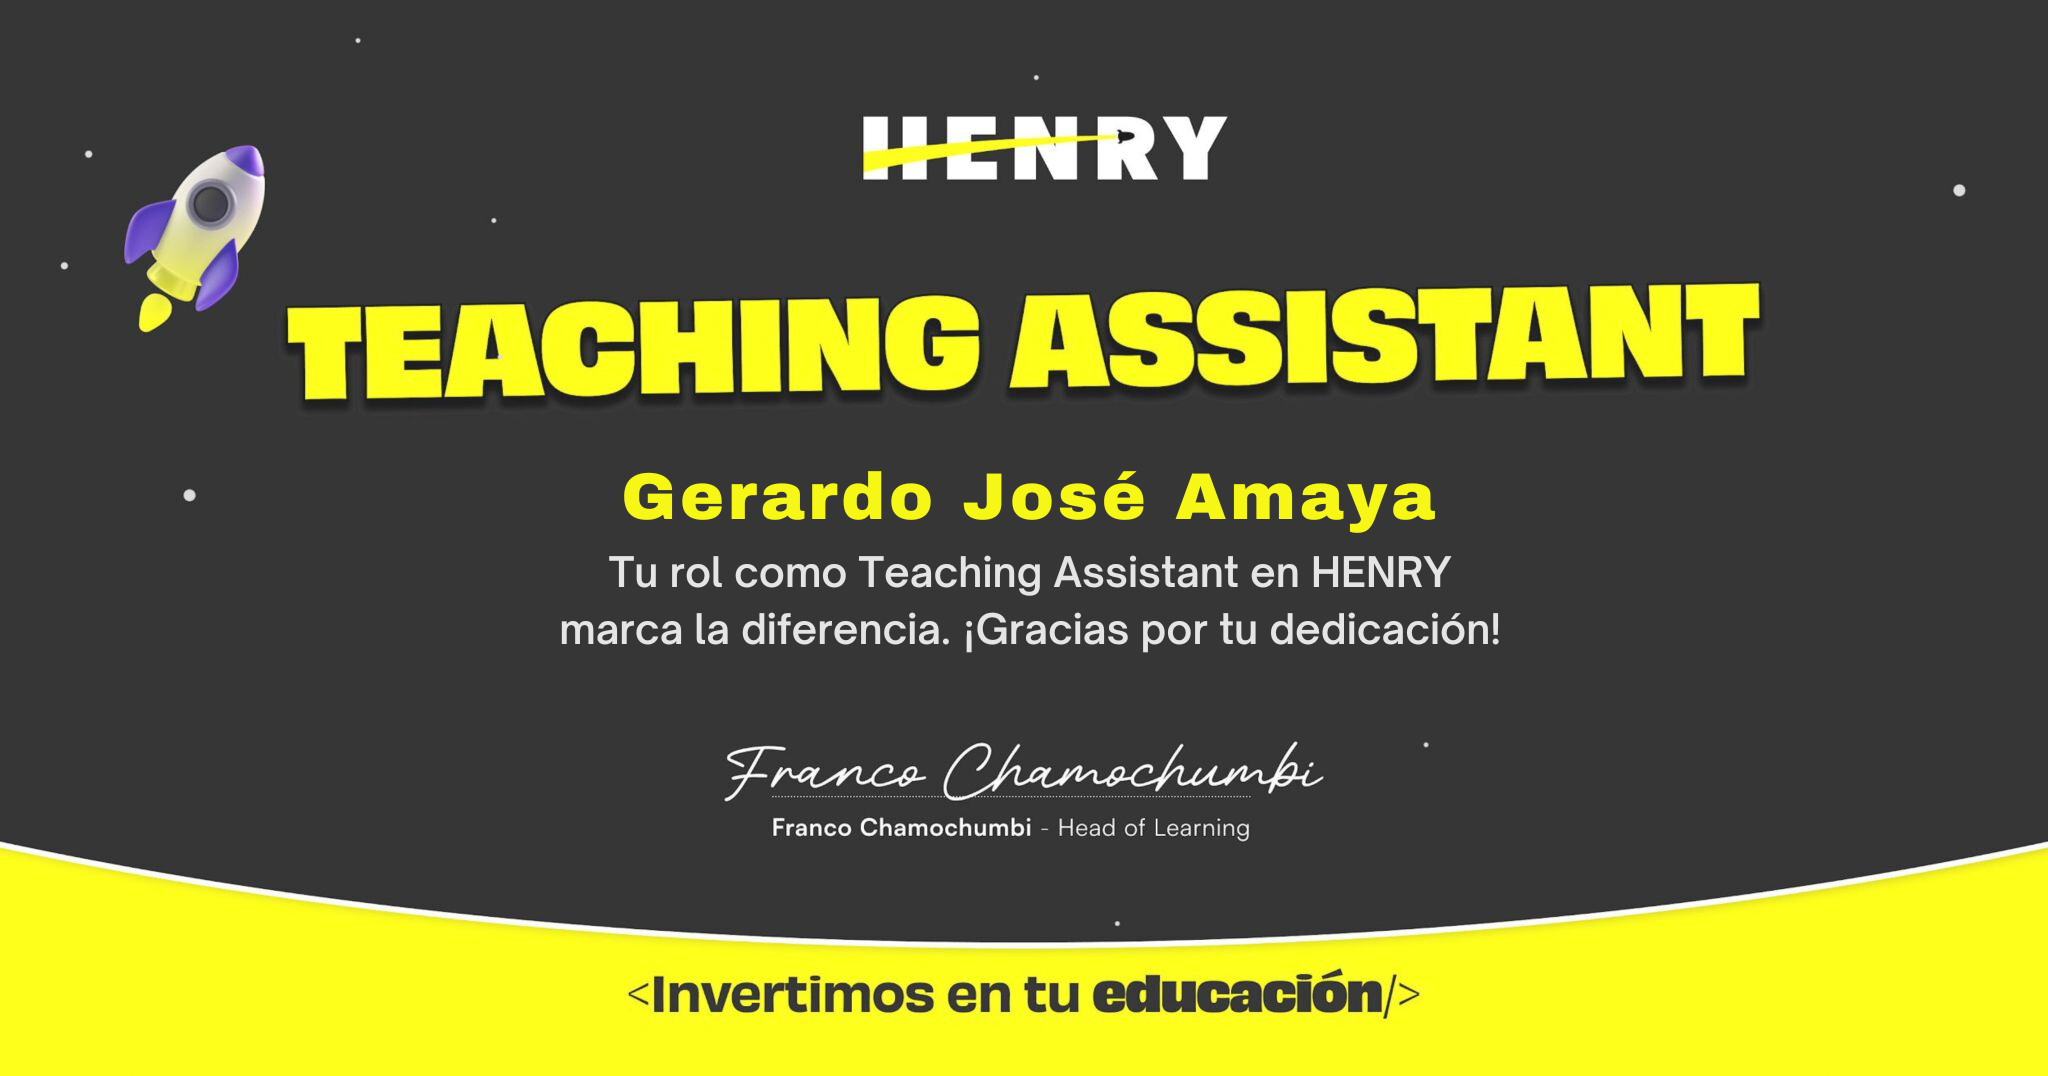 HENRY
TEACHING ASSISTANT
Gerardo José Amaya
Tu rol como Teaching Assistant en HENRY
marca la diferencia. ¡Gracias por tu dedicación!
Franco Chamochumbi
Franco Chamochumbi - Head of Learning
<Invertimos en tu educación/>